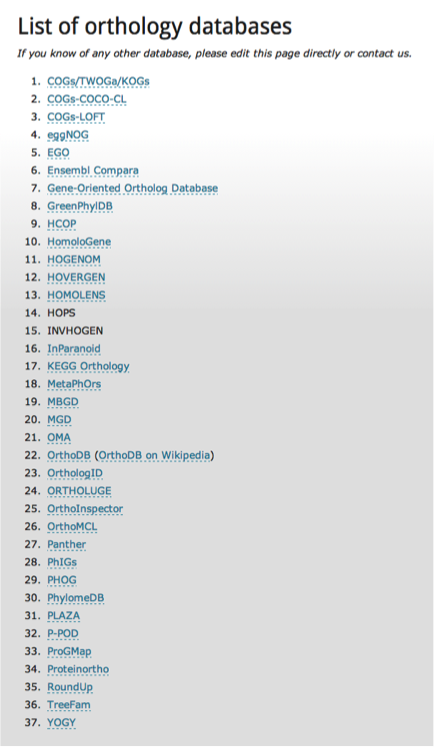 List of orthology databases
If you know of any other database, please edit this page directly or contact us.
1. COGs/TWOGa/KOGs
2. COGs-COCO-CL
3. COGs-LOFT
4. eggNOG
5. EGO
6. Ensembl Compara
7. Gene-Oriented Ortholog Database
8. GreenPhylDB
9. HCOP
10. HomoloGene
11. HOGENOM
12. HOVERGEN
13. HOMOLENS
14. HOPS
15. INVHOGEN
16. InParanoid
17. KEGG Orthology
18. MetaPhOrs
19. MBGD
20. MGD
21. OMA
22. OrthoDB (OrthoDB on Wikipedia)
23. OrthologID
24. ORTHOLUGE
25. OrthoInspector
26. OrthoMCL
27. Panther
28. PhIGs
29. PHOG
30. PhylomeDB
31. PLAZA
32. P-POD
33. ProGMap
34. Proteinortho
35. RoundUp
36. TreeFam
37. YOGY